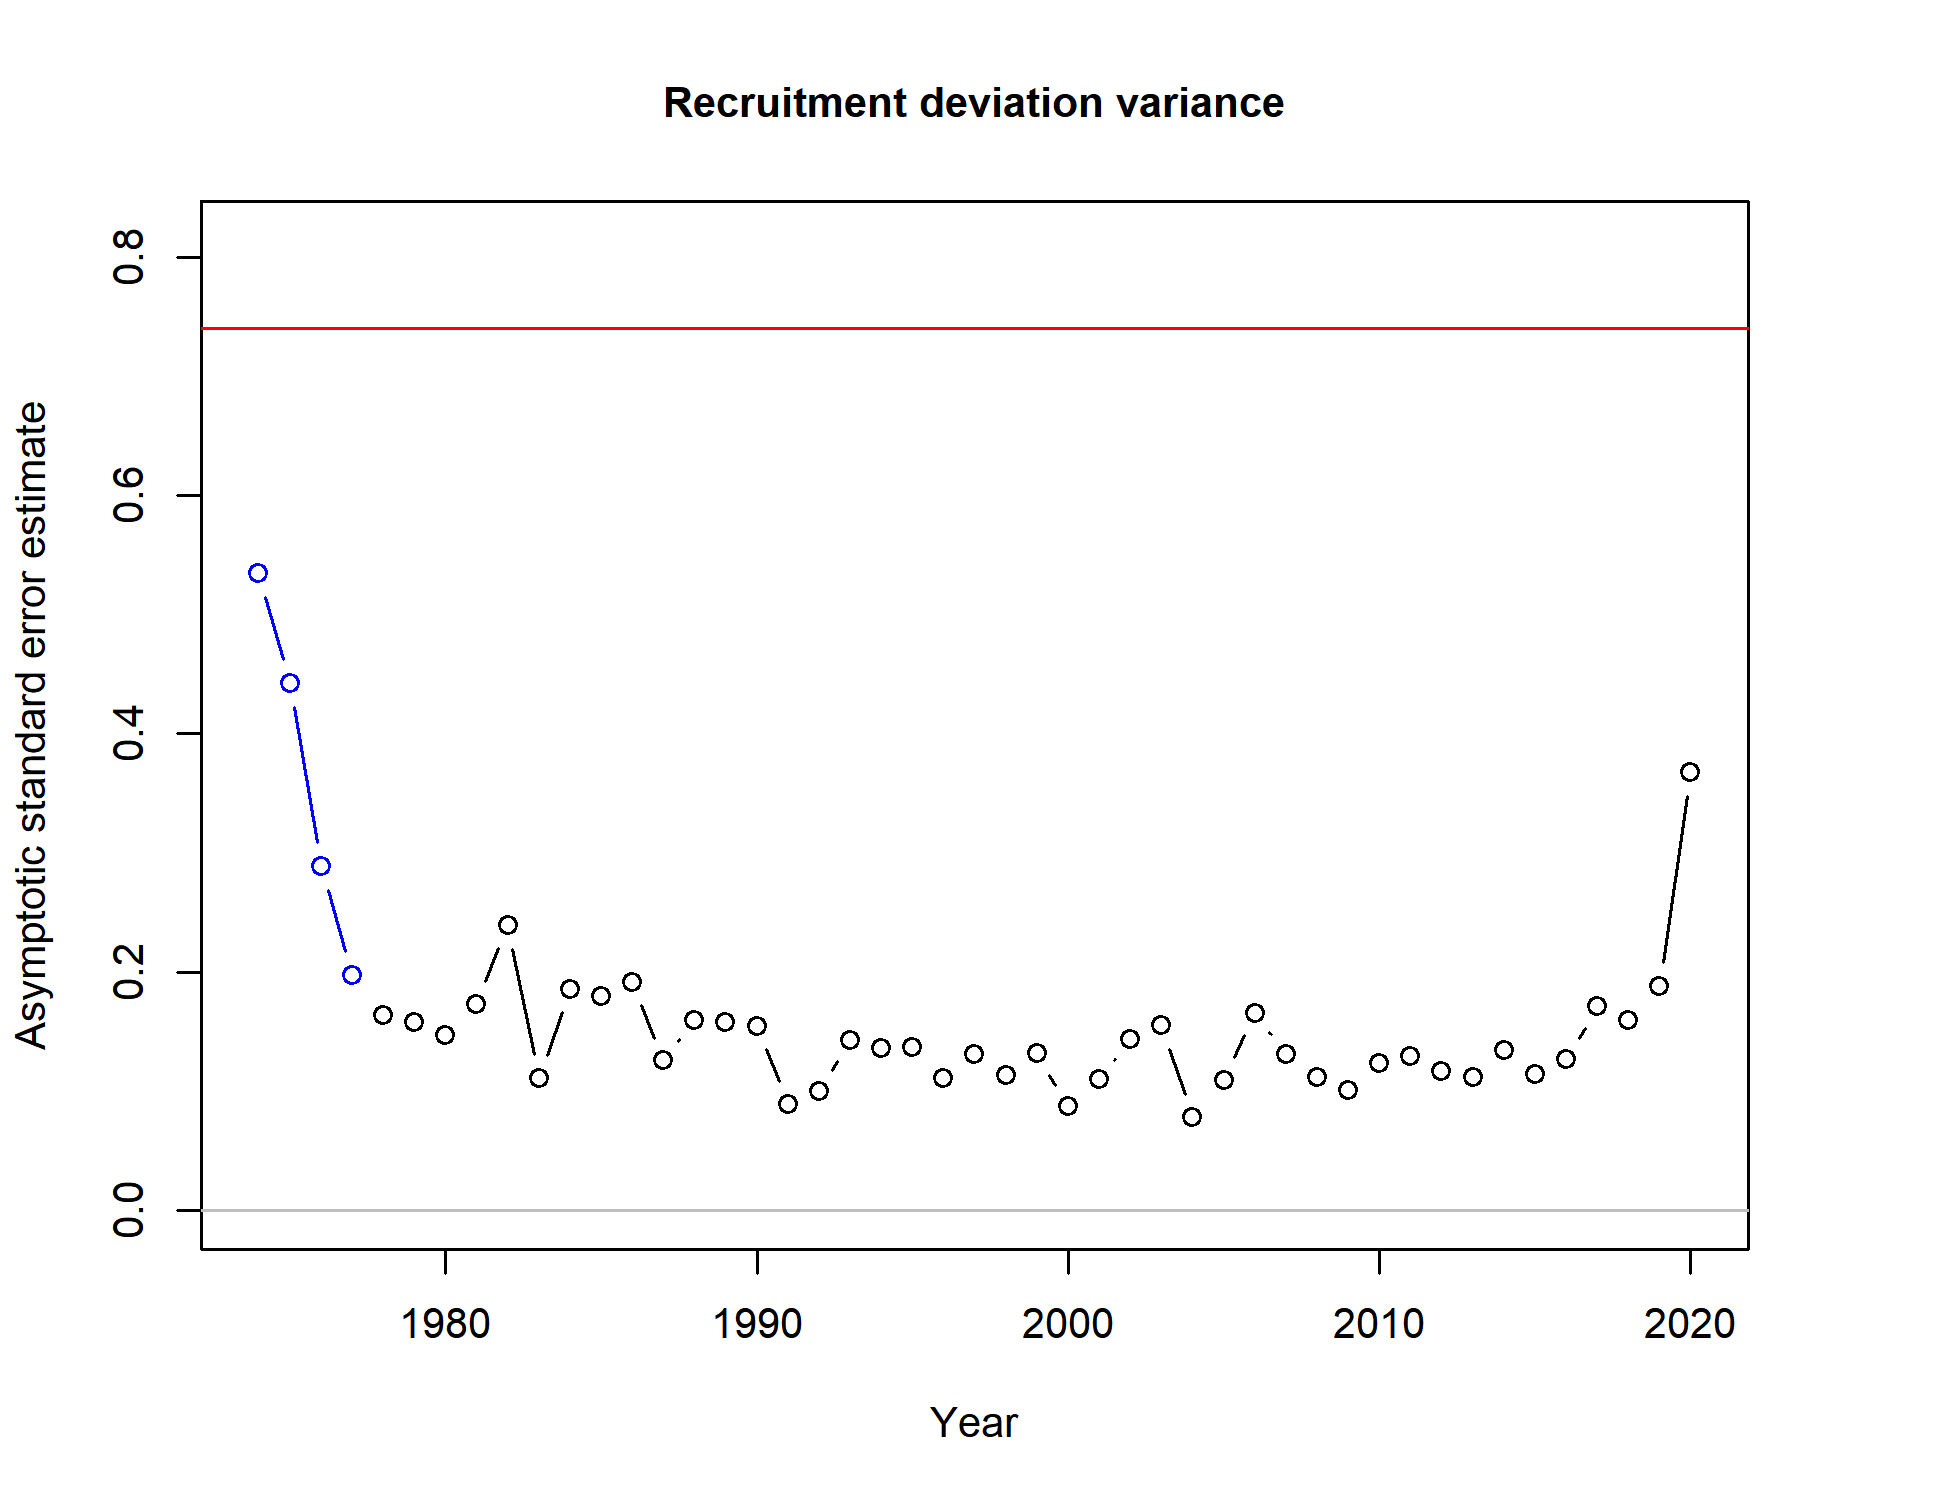 Recruitment deviation variance
Asymptotic standard error estimate
0.8
0.6
0.4
0.2
0.0
1980 1990 2000 2010 2020
Year